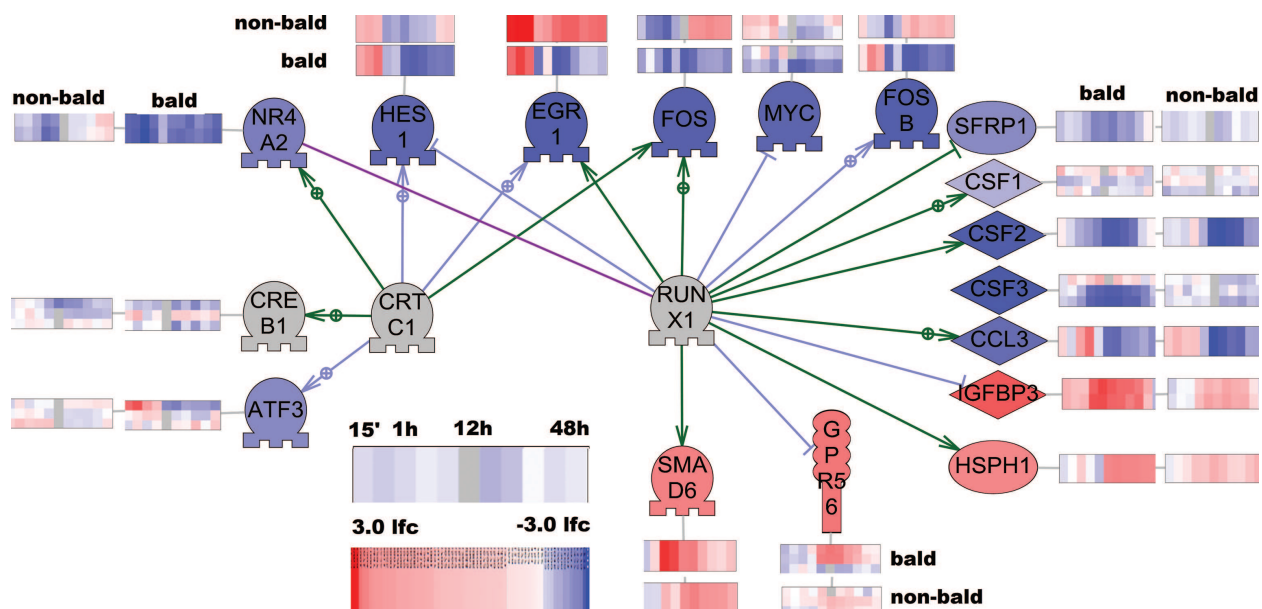 non-bald
bald
non-bald
bald
NR4
A2
HES
1
EGR
1
FOS
MYC
FOS
B
SFRP1
bald
non-bald
CSF1
CSF2
CRE
B1
CRT
C1
RUN
X1
CSF3
CCL3
ATF3
IGFBP3
15' 1h 12h 48h
SMA
D6
G
P
R5
6
HSPH1
3.0 lfc -3.0 lfc
bald
non-bald